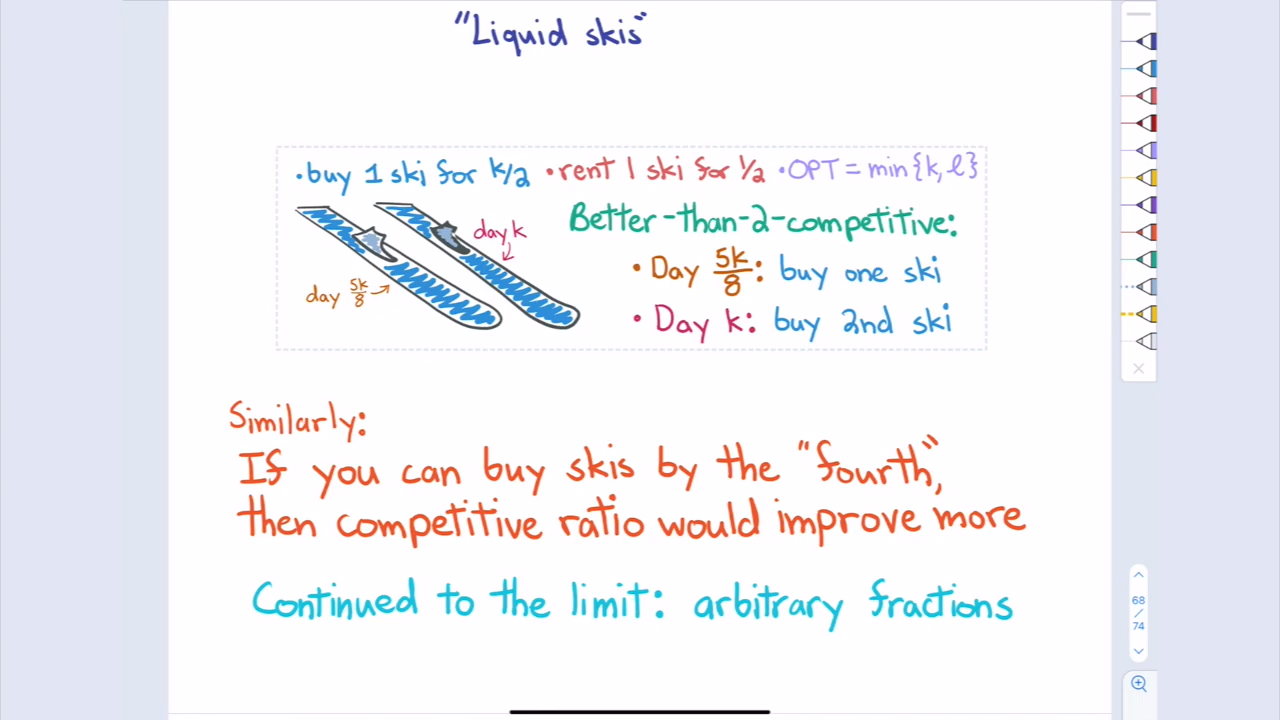 "Liquid skis"
• buy 1 ski for k/2 • rent 1 ski for 1/2 • OPT = min{k, ℓ}
Better-than-2-competitive:
day k
• Day 5k/8: buy one ski
day 5k/8
• Day k: buy 2nd ski
Similarly:
If you can buy skis by the "fourth",
then competitive ratio would improve more
Continued to the limit: arbitrary fractions
68
/
74